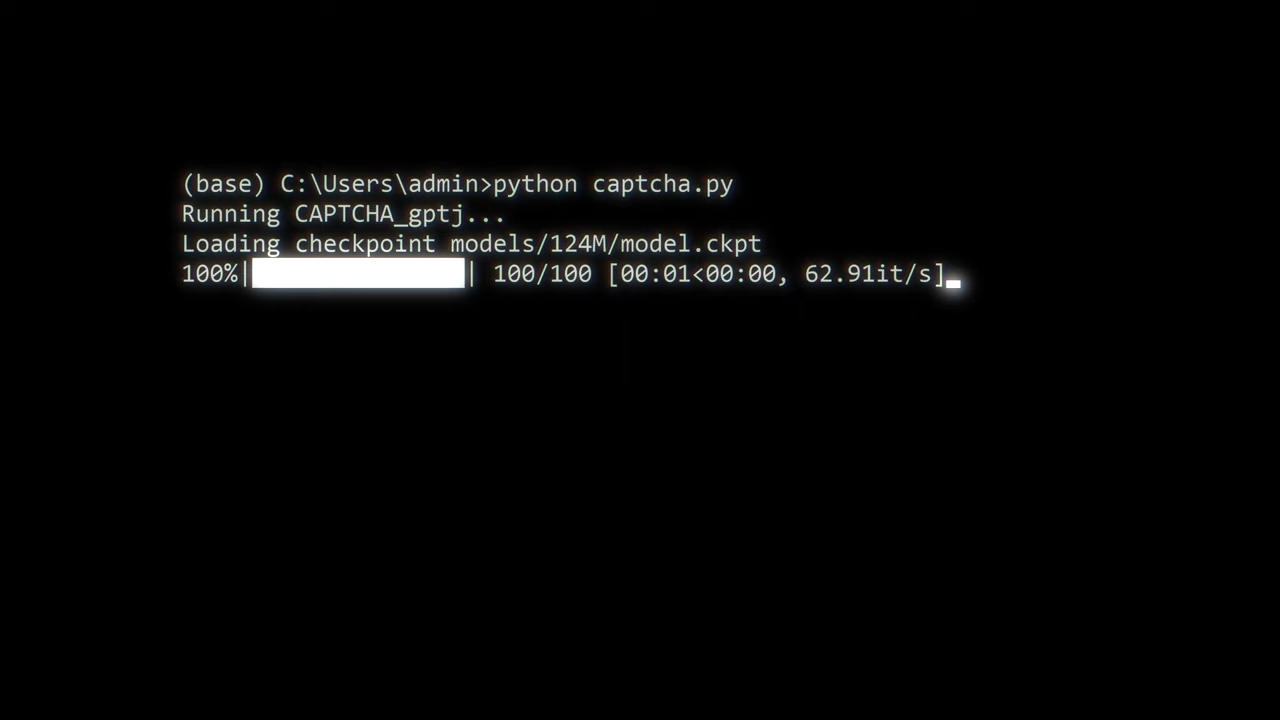 (base) C:\Users\admin>python captcha.py
Running CAPTCHA_gptj...
Loading checkpoint models/124M/model.ckpt
100%|███████████████| 100/100 [00:01<00:00, 62.91it/s]